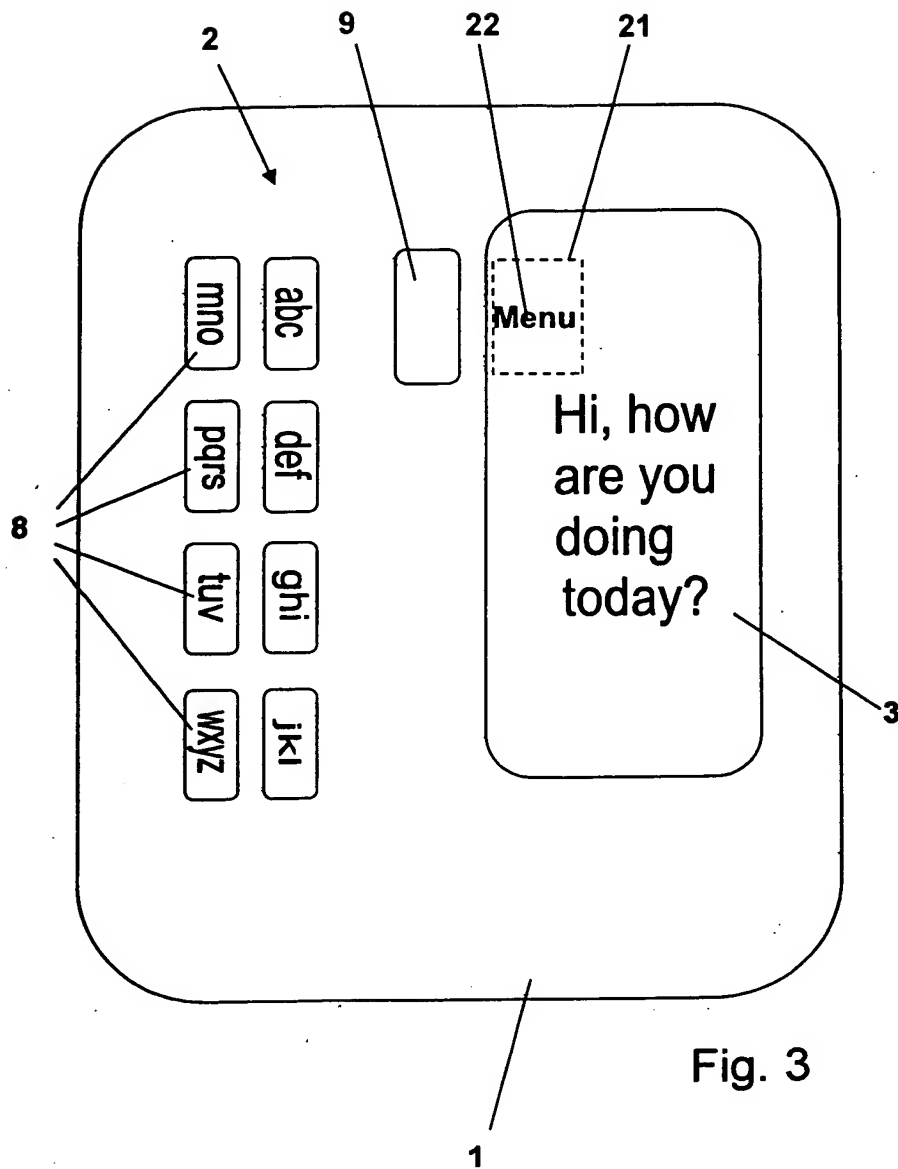 2
9
22
21
abc
mno
Menu
def
pqrs
Hi, how
are you
doing
today?
8
ghi
tuv
3
jkl
wxyz
Fig. 3
1